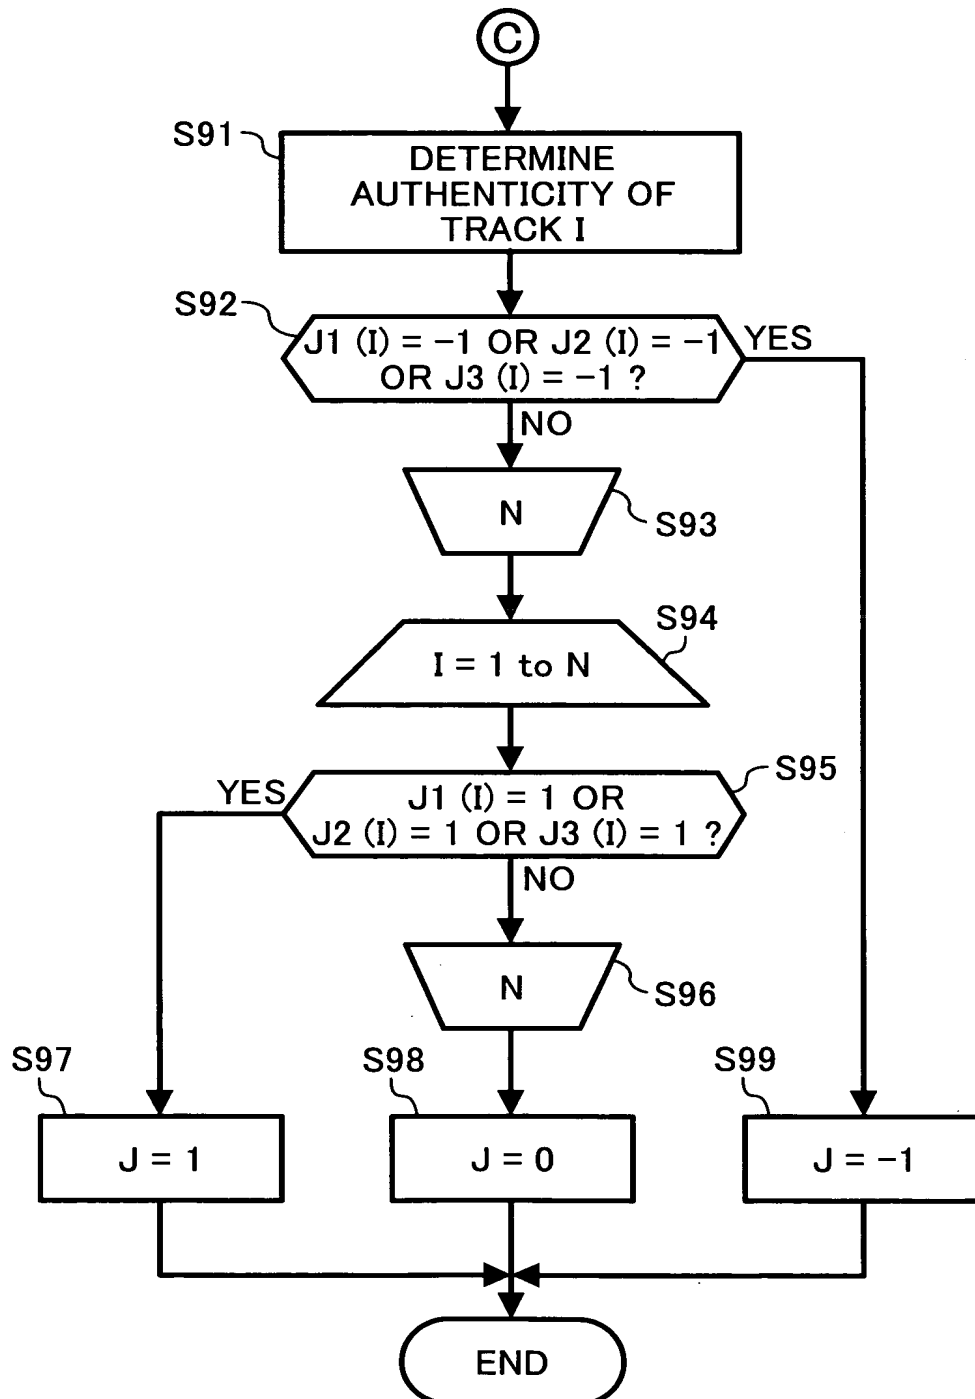 C
S91
DETERMINE
AUTHENTICITY OF
TRACK I
S92
J1 (I) = −1 OR J2 (I) = −1
OR J3 (I) = −1 ?
YES
NO
N
S93
S94
I = 1 to N
S95
YES
J1 (I) = 1 OR
J2 (I) = 1 OR J3 (I) = 1 ?
NO
N
S96
S97
S98
S99
J = 1
J = 0
J = −1
END